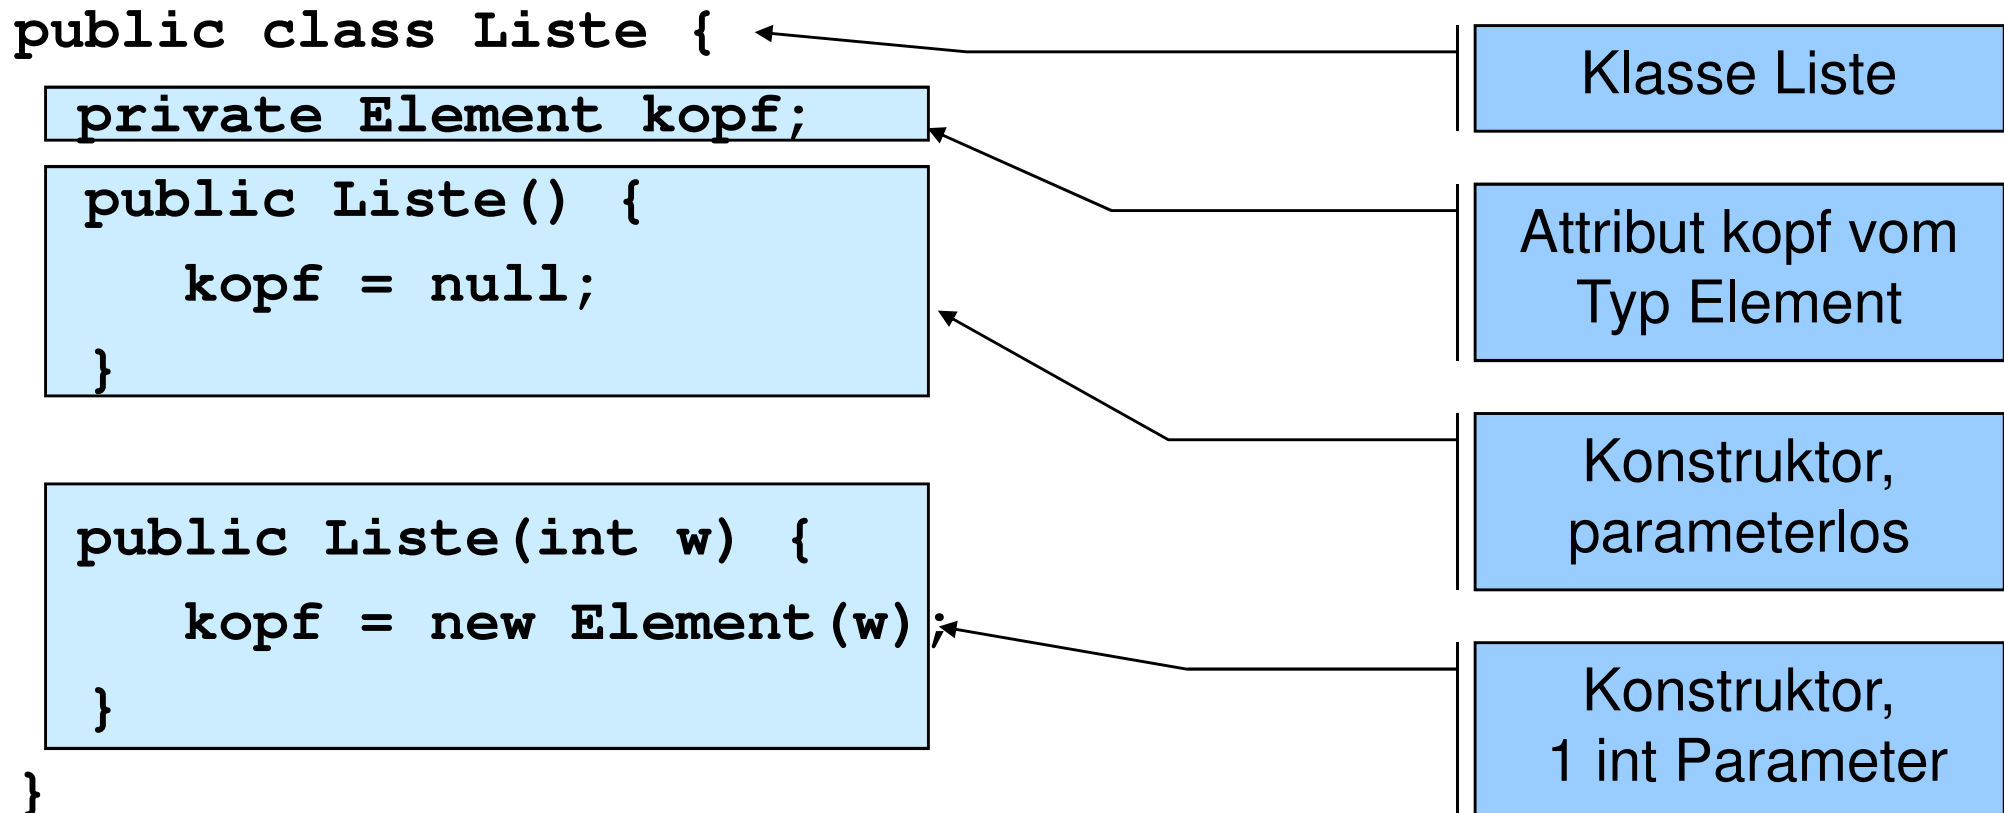 public class Liste {
private Element kopf;
public Liste() {
kopf = null;
}
public Liste(int w) {
kopf = new Element(w);
}
}
Klasse Liste
Attribut kopf vom
Typ Element
Konstruktor,
parameterlos
Konstruktor,
1 int Parameter